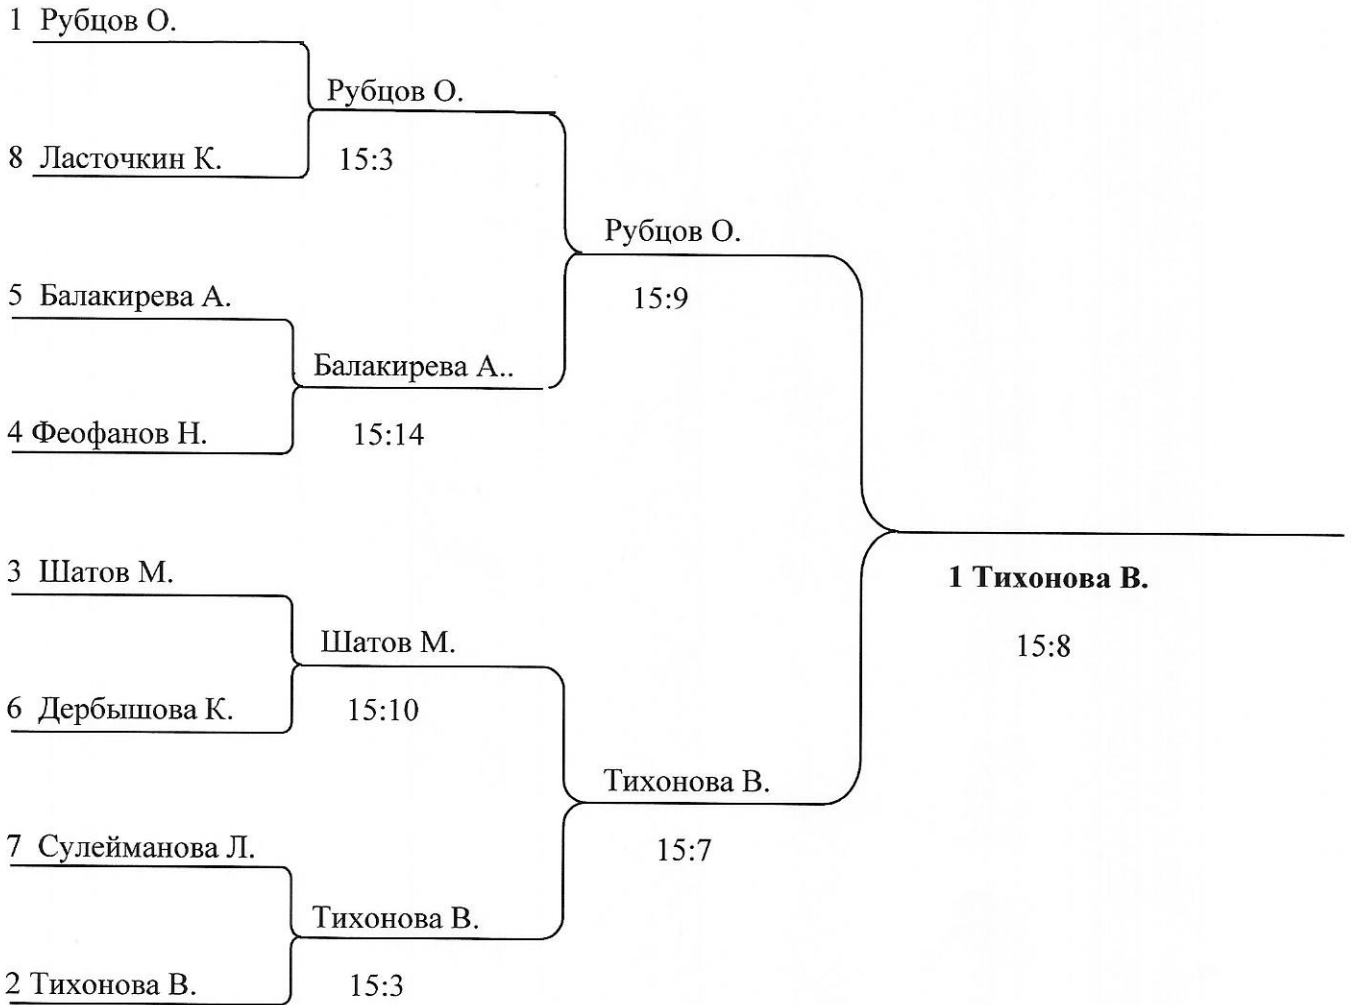 1 Рубцов О.
Рубцов О.
8 Ласточкин К.
15:3
Рубцов О.
5 Балакирева А.
15:9
Балакирева А..
4 Феофанов Н.
15:14
3 Шатов М.
1 Тихонова В.
Шатов М.
15:8
6 Дербышова К.
15:10
Тихонова В.
7 Сулейманова Л.
15:7
Тихонова В.
2 Тихонова В.
15:3